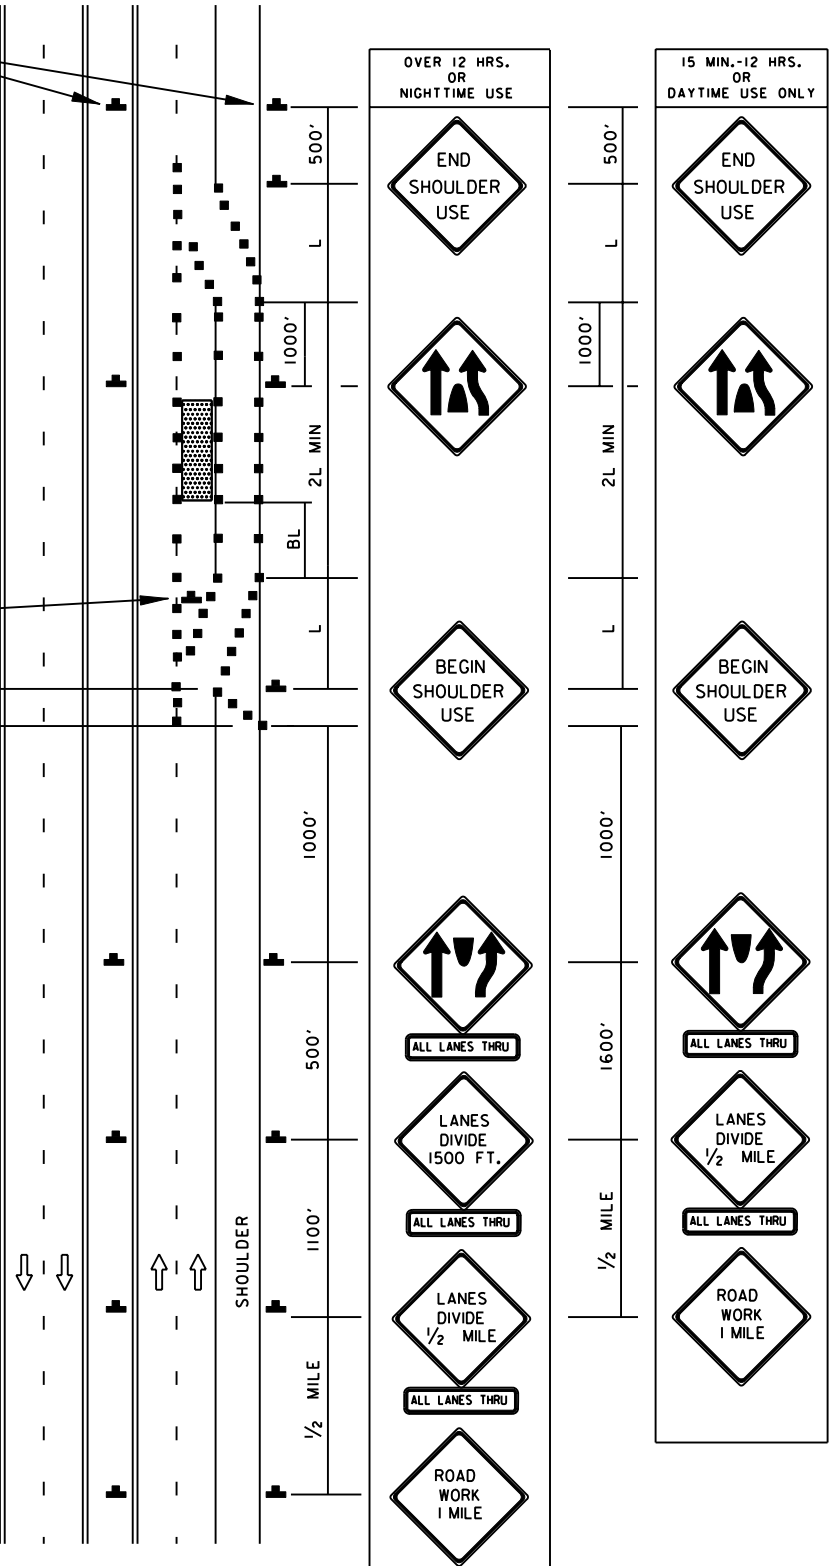 OVER 12 HRS.
OR
NIGHTTIME USE
15 MIN.-12 HRS.
OR
DAYTIME USE ONLY
500'
END
SHOULDER
USE
500'
END
SHOULDER
USE
L
L
1000'
1000'
2L MIN
2L MIN
BL
L
L
BEGIN
SHOULDER
USE
BEGIN
SHOULDER
USE
1000'
1000'
500'
ALL LANES THRU
1600'
ALL LANES THRU
LANES
DIVIDE
1500 FT.
LANES
DIVIDE
1/2 MILE
ALL LANES THRU
ALL LANES THRU
SHOULDER
1100'
1/2 MILE
LANES
DIVIDE
1/2 MILE
ROAD
WORK
1 MILE
ALL LANES THRU
1/2 MILE
ROAD
WORK
1 MILE